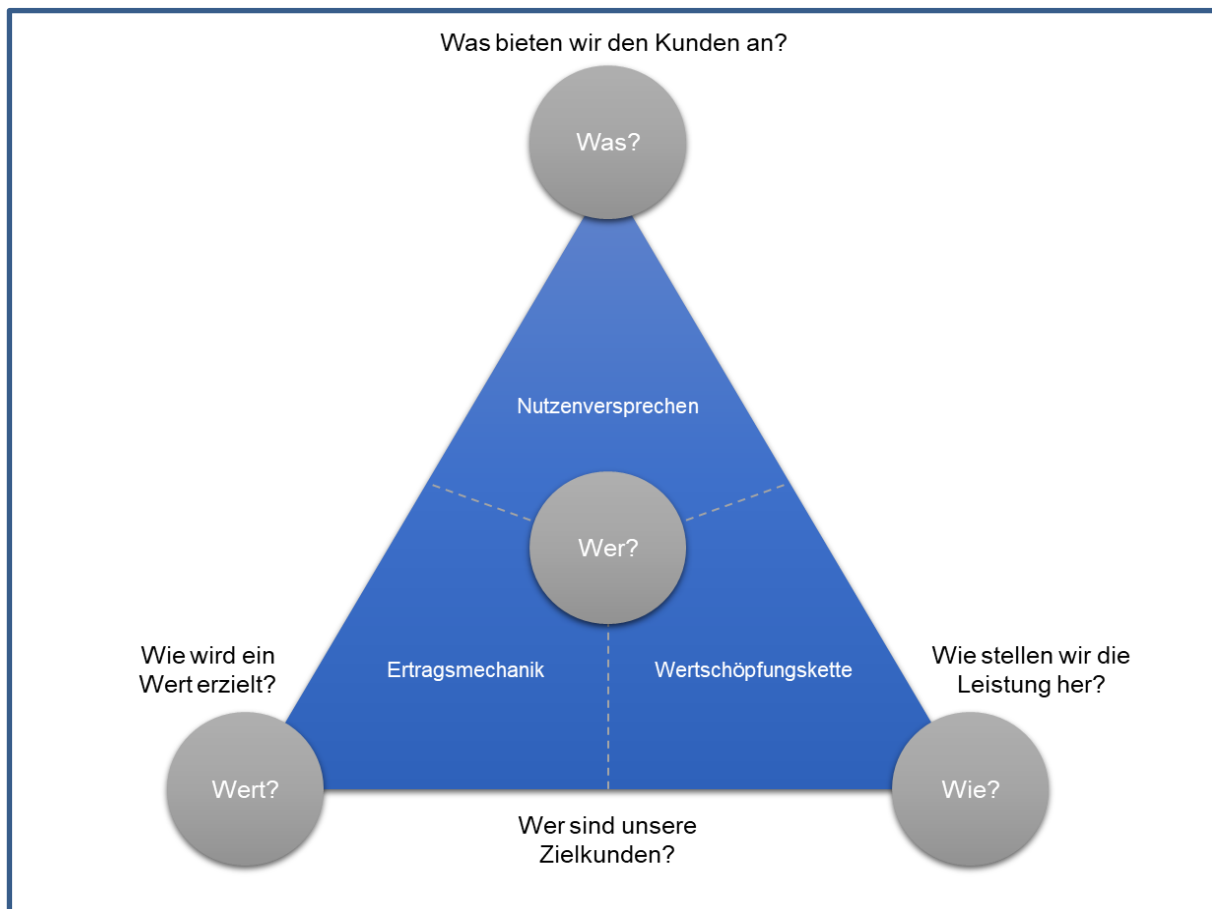 Was bieten wir den Kunden an?
Was?
Nutzenversprechen
Wer?
Ertragsmechanik
Wertschöpfungskette
Wie wird ein
Wert erzielt?
Wie stellen wir die
Leistung her?
Wert?
Wie?
Wer sind unsere
Zielkunden?